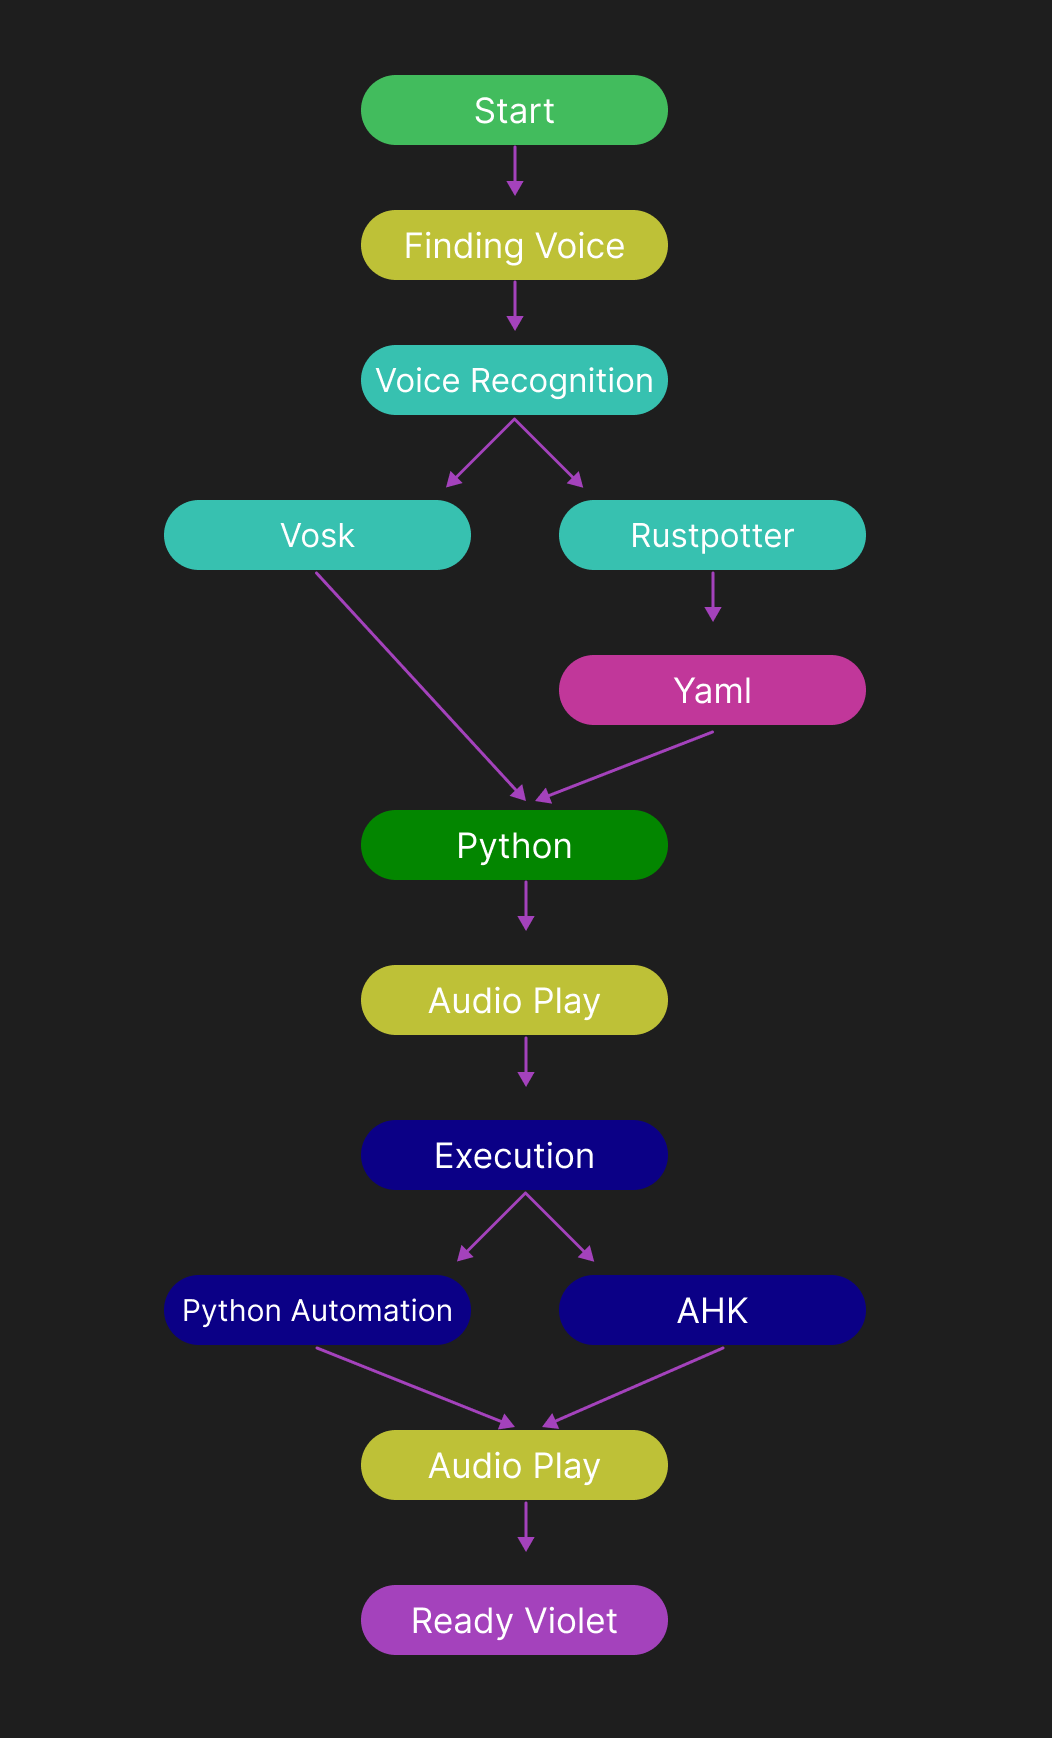 Start
Finding Voice
Voice Recognition
Vosk
Rustpotter
Yaml
Python
Audio Play
Execution
Python Automation
AHK
Audio Play
Ready Violet